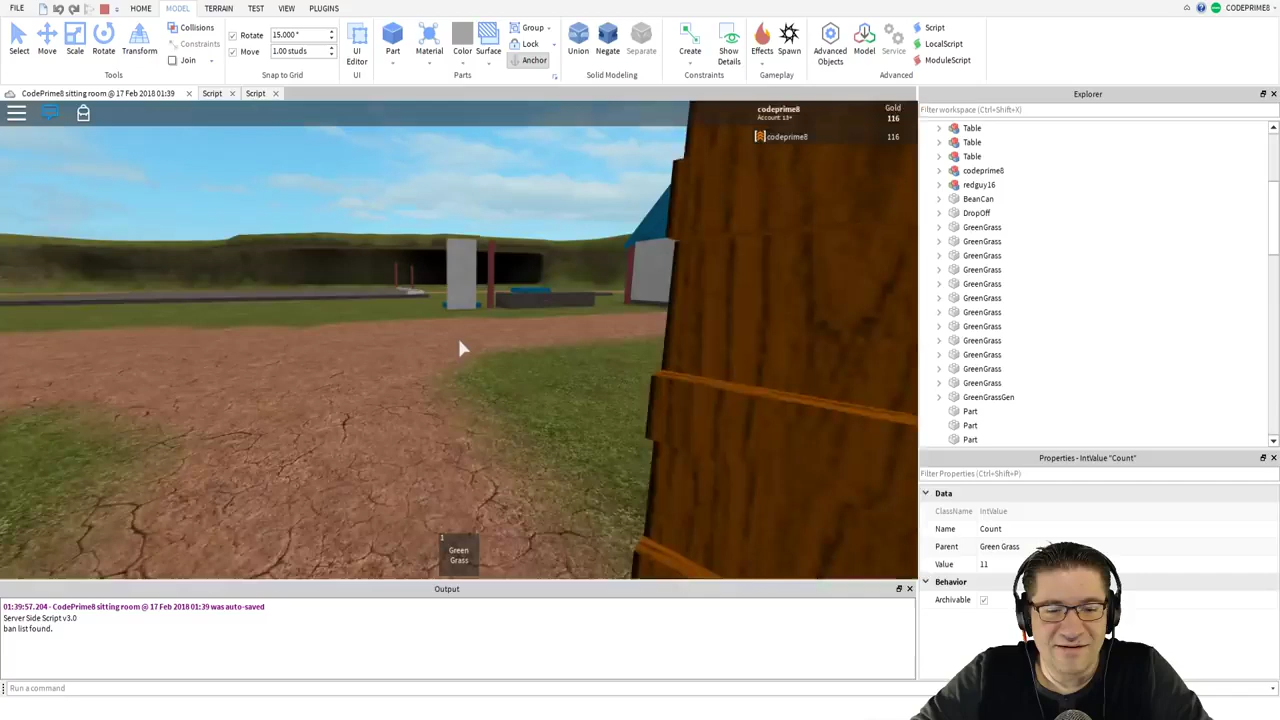 FILE HOME MODEL TERRAIN TEST VIEW PLUGINS CODEPRIME8
Select Move Scale Rotate Transform
Collisions
Constraints
Join
Rotate 15.000 °
Move 1.00 studs
UI Editor
Part Material Color Surface
Group
Lock
Anchor
Union Negate Separate
Create Show Details
Effects Spawn
Advanced Objects Model Service
Script
LocalScript
ModuleScript
Tools Snap to Grid UI Parts Solid Modeling Constraints Gameplay Advanced
CodePrime8 sitting room @ 17 Feb 2018 01:39 Script Script
codeprime8
Account: 13+
Gold
116
codeprime8 116
1
Green
Grass
Explorer
Filter workspace (Ctrl+Shift+X)
Table
Table
Table
codeprime8
redguy16
BeanCan
DropOff
GreenGrass
GreenGrass
GreenGrass
GreenGrass
GreenGrass
GreenGrass
GreenGrass
GreenGrass
GreenGrass
GreenGrass
GreenGrass
GreenGrass
GreenGrassGen
Part
Part
Part
Properties - IntValue "Count"
Filter Properties (Ctrl+Shift+P)
Data
ClassName IntValue
Name Count
Parent Green Grass
Value 11
Behavior
Archivable
Output
01:39:57.204 - CodePrime8 sitting room @ 17 Feb 2018 01:39 was auto-saved
Server Side Script v3.0
ban list found.
Run a command